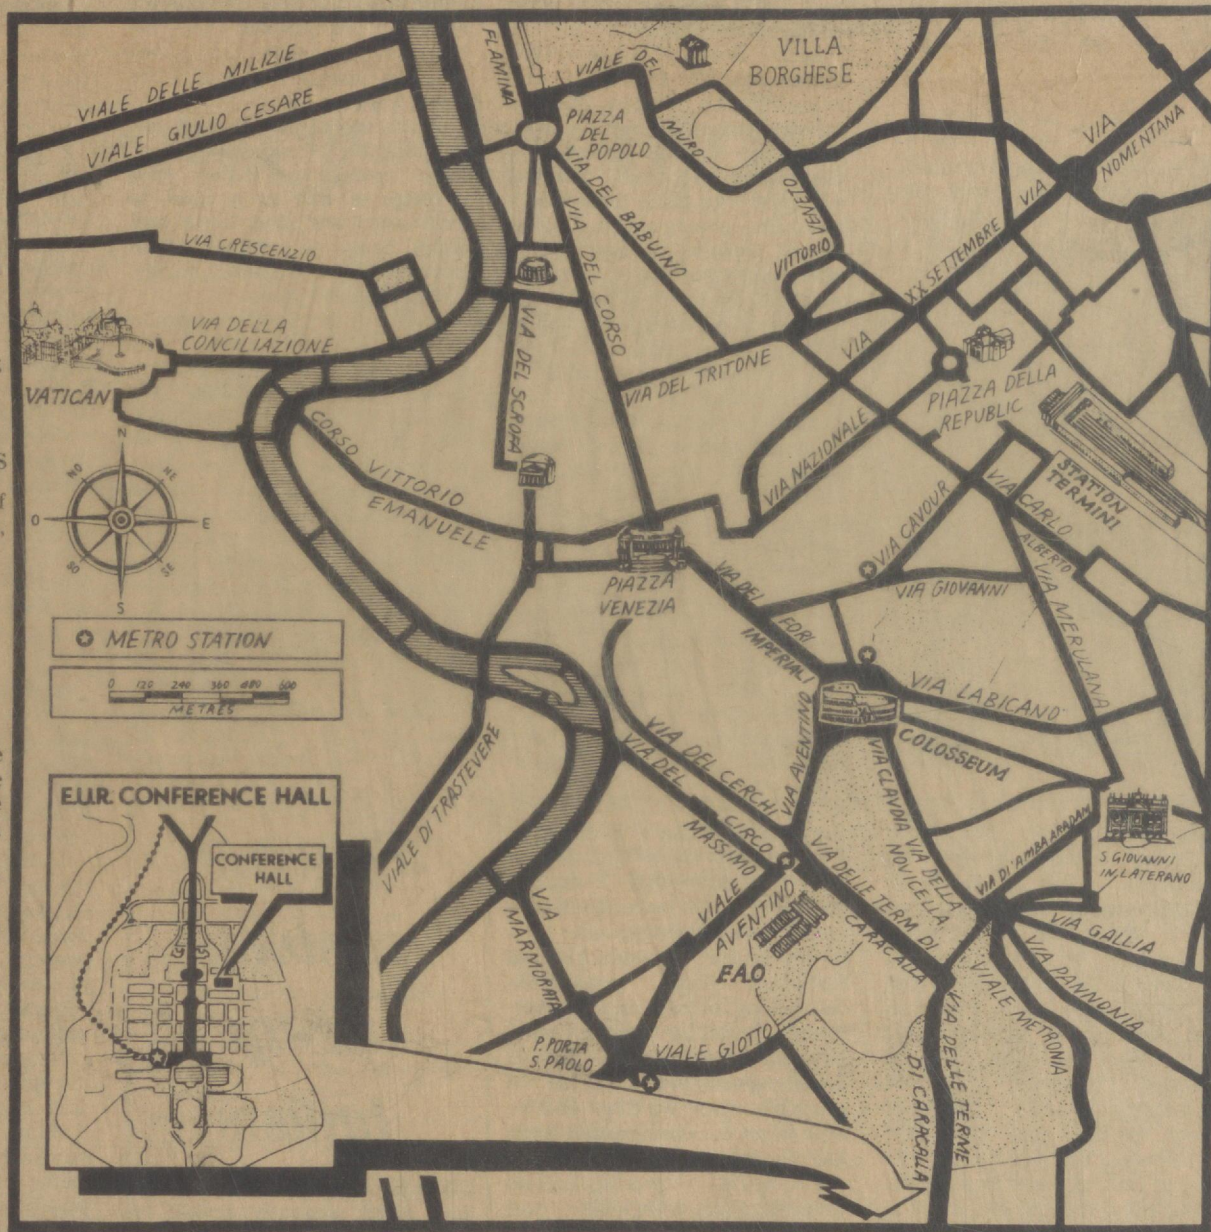 VIALE DELLE MILIZIE
VIALE GIULIO CESARE
FLAMINIA
VIALE DEL
MURO
VILLA
BORGHESE
PIAZZA
DEL
POPOLO
VIA DEL BABUINO
VIA DEL CORSO
VITTORIO
VENETO
VIA
NOMENTANA
VIA
XX SETTEMBRE
VIA
VIA CRESCENZIO
VIA DELLA
CONCILIAZIONE
VATICAN
VIA DEL SCROFA
VIA DEL TRITONE
PIAZZA DELLA
REPUBLIC
VIA NAZIONALE
STATION
TERMINI
CORSO VITTORIO
EMANUELE
VIA CAVOUR
VIA CARLO
ALBERTO
N
NO
NE
O
E
SO
SE
S
PIAZZA
VENEZIA
VIA DEI
FORI
IMPERIALI
VIA GIOVANNI
VIA MERULANA
METRO STATION
0 120 240 360 480 600
METRES
VIA LABICANO
COLOSSEUM
VIA AVENTINO
VIA DEL CERCHI
VIA DEL
CIRCO
MASSIMO
VIALE DI TRASTEVERE
VIA CLAVDIA
VIA DELLA
NOVICELLA
VIA D'AMBA ARADAM
S. GIOVANNI
IN LATERANO
E.U.R. CONFERENCE HALL
CONFERENCE
HALL
VIA
MARMORATA
VIALE
AVENTINO
F.A.O
VIA DELLE TERM DI
CARACALLA
VIA GALLIA
VIA PANNONIA
VIALE METRONIA
P. PORTA
S. PAOLO
VIALE GIOTTO
VIA DELLE TERME
DI CARACALLA